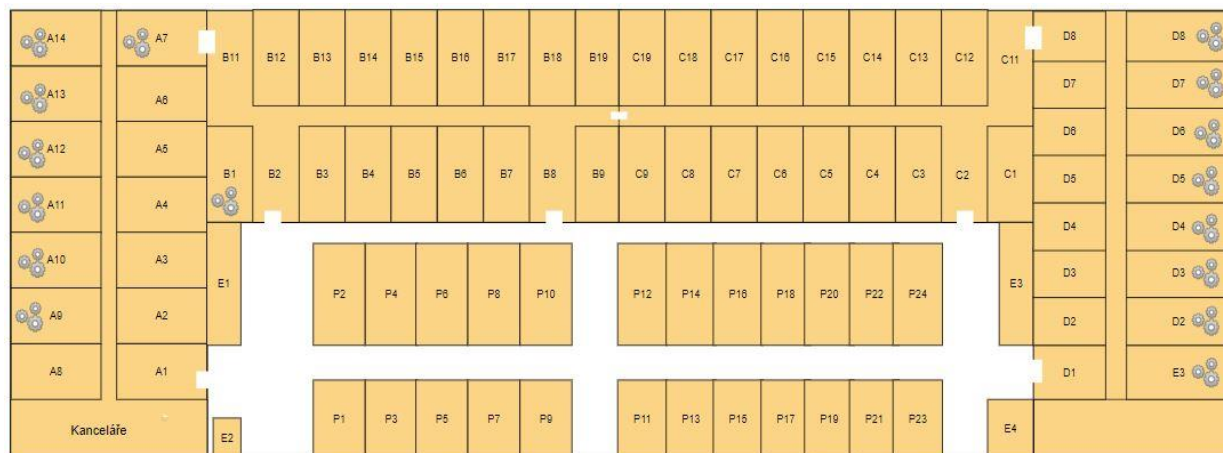 A14 A7 B11 B12 B13 B14 B15 B16 B17 B18 B19 C19 C18 C17 C16 C15 C14 C13 C12 C11 D8 D8
A13 A6 D7 D7
A12 A5 B1 B2 B3 B4 B5 B6 B7 B8 B9 C9 C8 C7 C6 C5 C4 C3 C2 C1 D6 D6
A11 A4 D5 D5
A10 A3 D4 D4
E1 P2 P4 P6 P8 P10 P12 P14 P16 P18 P20 P22 P24 E3 D3 D3
A9 A2 D2 D2
A8 A1 D1 E3
Kanceláře E2 P1 P3 P5 P7 P9 P11 P13 P15 P17 P19 P21 P23 E4